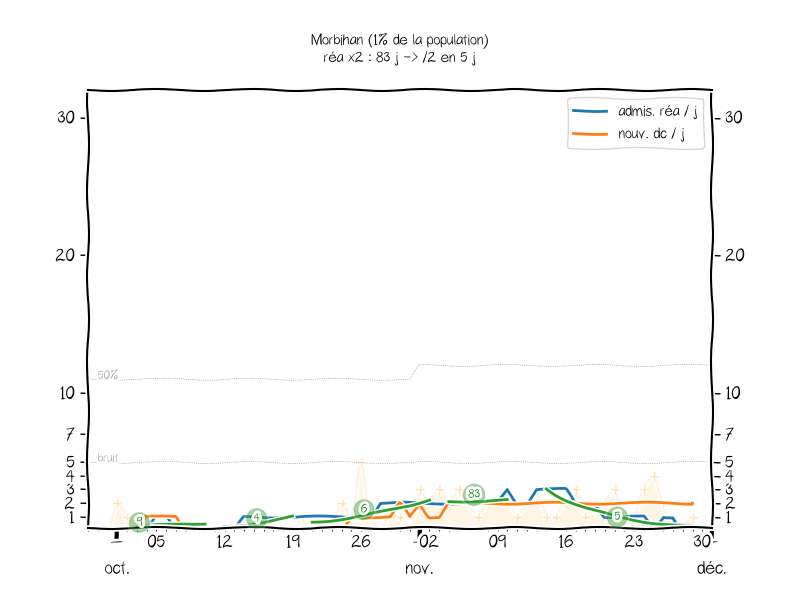 Morbihan (1% de la population)
réa x2 : 83 j -> /2 en 5 j
admis. réa / j
nouv. dc / j
30 30
20 20
50%
10 10
7 7
bruit
5 5
4 4
3 3
2 2
1 1
9 4 6 83 5
1 05 12 19 26 02 09 16 23 30
oct. nov. déc.